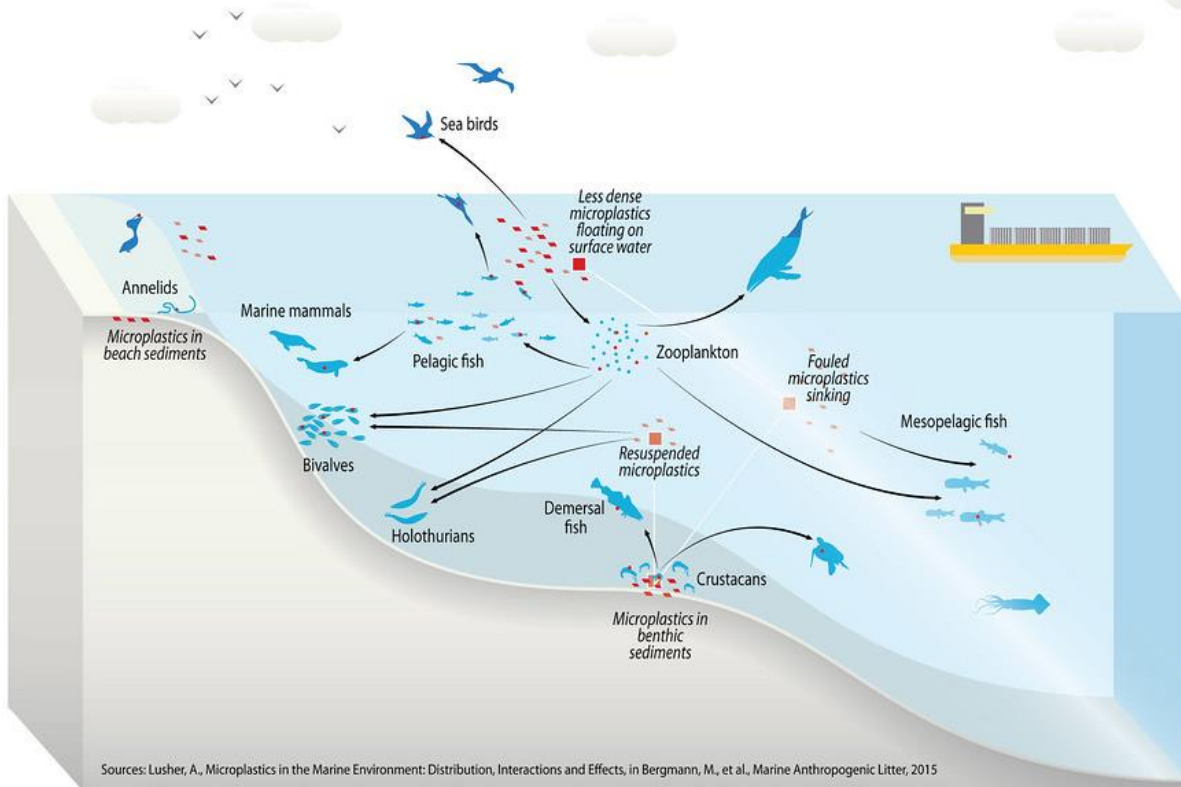 Sea birds
Less dense
microplastics
floating on
surface water
Annelids
Microplastics in
beach sediments
Marine mammals
Pelagic fish
Zooplankton
Fouled
microplastics
sinking
Mesopelagic fish
Bivalves
Resuspended
microplastics
Holothurians
Demersal
fish
Crustacans
Microplastics in
benthic
sediments
Sources: Lusher, A., Microplastics in the Marine Environment: Distribution, Interactions and Effects, in Bergmann, M., et al., Marine Anthropogenic Litter, 2015